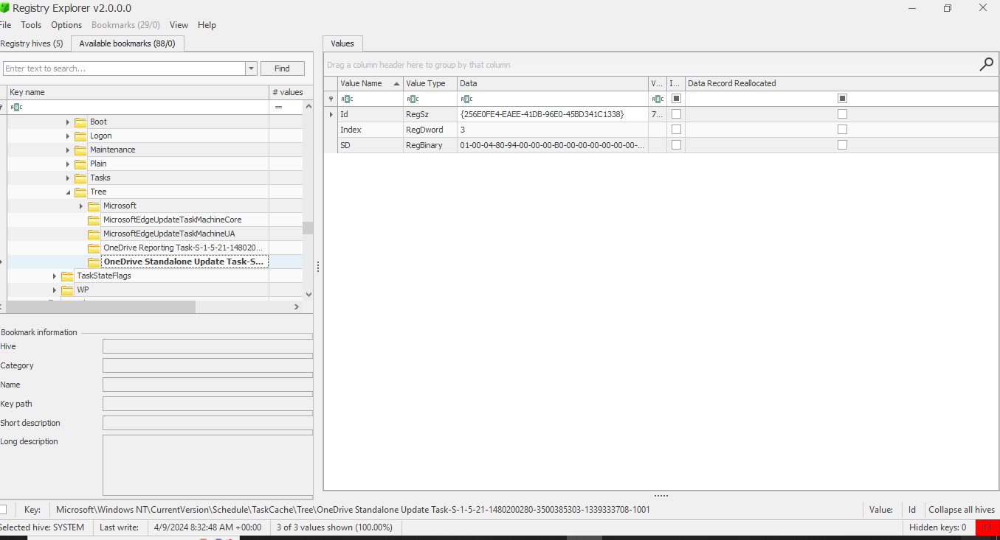 Registry Explorer v2.0.0.0
File Tools Options Bookmarks (29/0) View Help
Registry hives (5) Available bookmarks (88/0)
Values
Enter text to search... Find
Drag a column header here to group by that column
Key name # values
Value Name Value Type Data V... I... Data Record Reallocated
Id RegSz {256E0FE4-EAEE-41DB-96E0-45BD341C1338} 7...
Index RegDword 3
SD RegBinary 01-00-04-80-94-00-00-00-B0-00-00-00-00-00-00-00-...
Boot
Logon
Maintenance
Plain
Tasks
Tree
Microsoft
MicrosoftEdgeUpdateTaskMachineCore
MicrosoftEdgeUpdateTaskMachineUA
OneDrive Reporting Task-S-1-5-21-148020...
OneDrive Standalone Update Task-S...
TaskStateFlags
WP
Bookmark information
Hive
Category
Name
Key path
Short description
Long description
Key: Microsoft\Windows NT\CurrentVersion\Schedule\TaskCache\Tree\OneDrive Standalone Update Task-S-1-5-21-1480200280-3500385303-1339333708-1001 Value: Id Collapse all hives
Selected hive: SYSTEM Last write: 4/9/2024 8:32:48 AM +00:00 3 of 3 values shown (100.00%) Hidden keys: 0